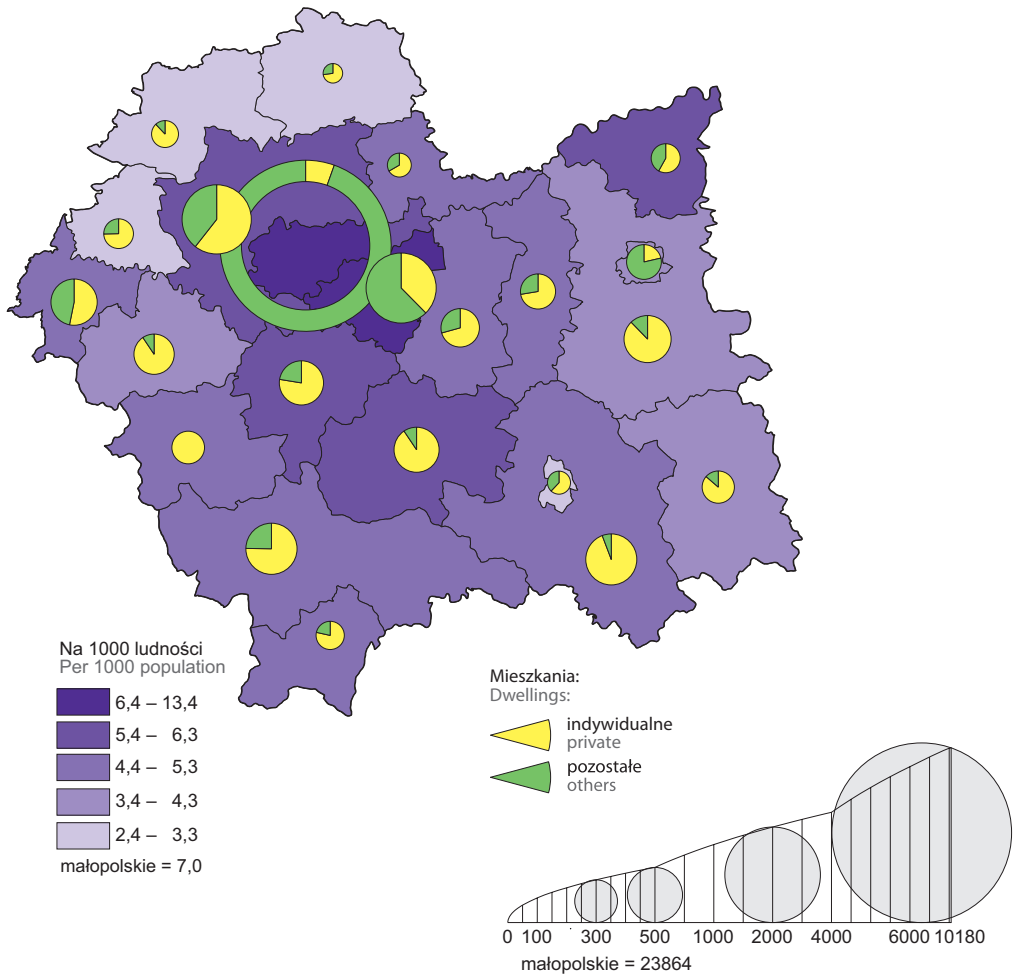 Na 1000 ludności
Per 1000 population
6,4 – 13,4
5,4 – 6,3
4,4 – 5,3
3,4 – 4,3
2,4 – 3,3
małopolskie = 7,0
Mieszkania:
Dwellings:
indywidualne
private
pozostałe
others
0 100 300 500 1000 2000 4000 6000 10180
małopolskie = 23864